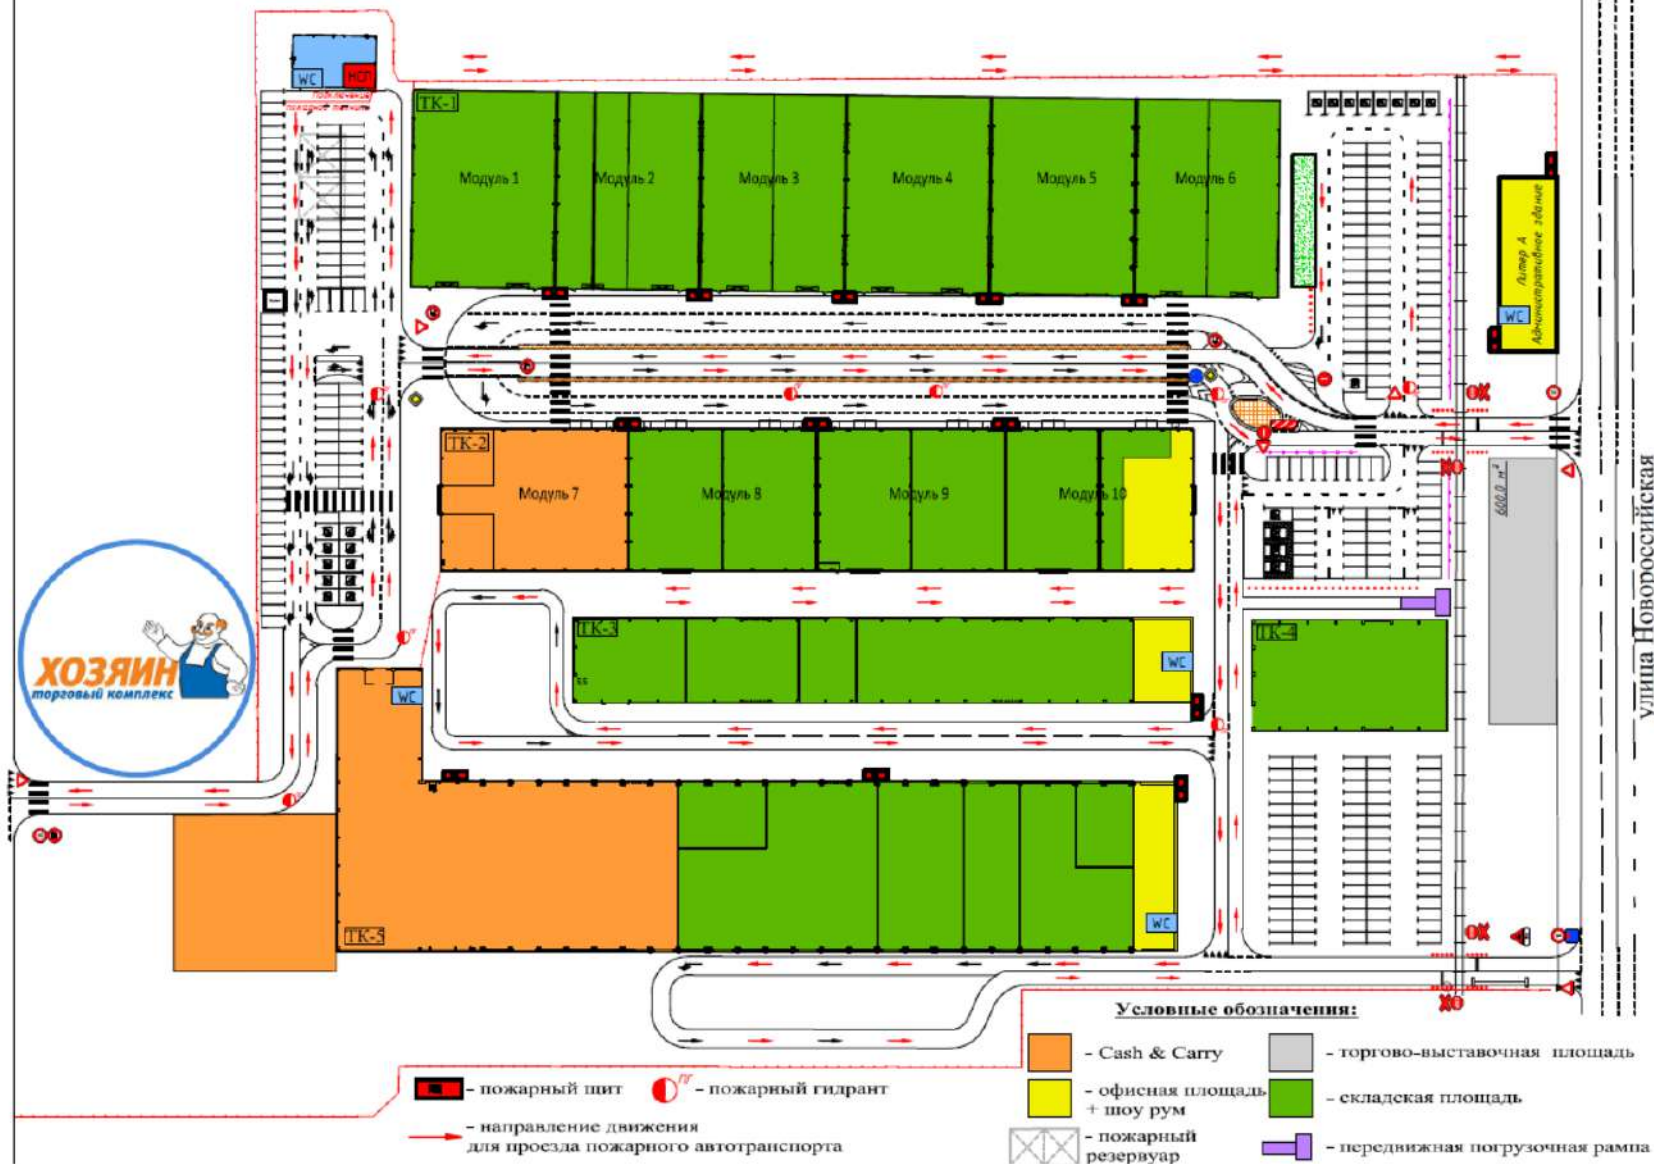 WC
НСП
ТК-1
Модуль 1
Модуль 2
Модуль 3
Модуль 4
Модуль 5
Модуль 6
Литер А
Административное здание
WC
ТК-2
Модуль 7
Модуль 8
Модуль 9
Модуль 10
600,0 м²
улица Новороссийская
ХОЗЯИН
торговый комплекс
ТК-3
WC
ТК-4
WC
ТК-5
WC
Условные обозначения:
- Cash & Carry
- торгово-выставочная площадь
- пожарный щит
ПГ
- пожарный гидрант
- офисная площадь
+ шоу рум
- складская площадь
- направление движения
для проезда пожарного автотранспорта
- пожарный
резервуар
- передвижная погрузочная рампа